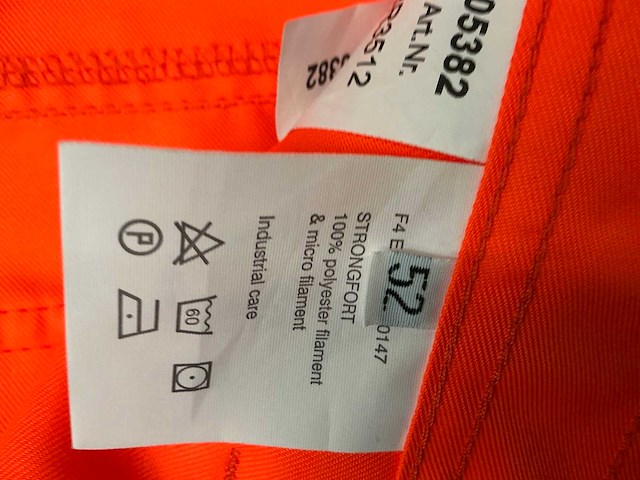 05382
Art.Nr.
3512
382
52
F4 E
0147
STRONGFORT
100% polyester filament
& micro filament
Industrial care
60
P